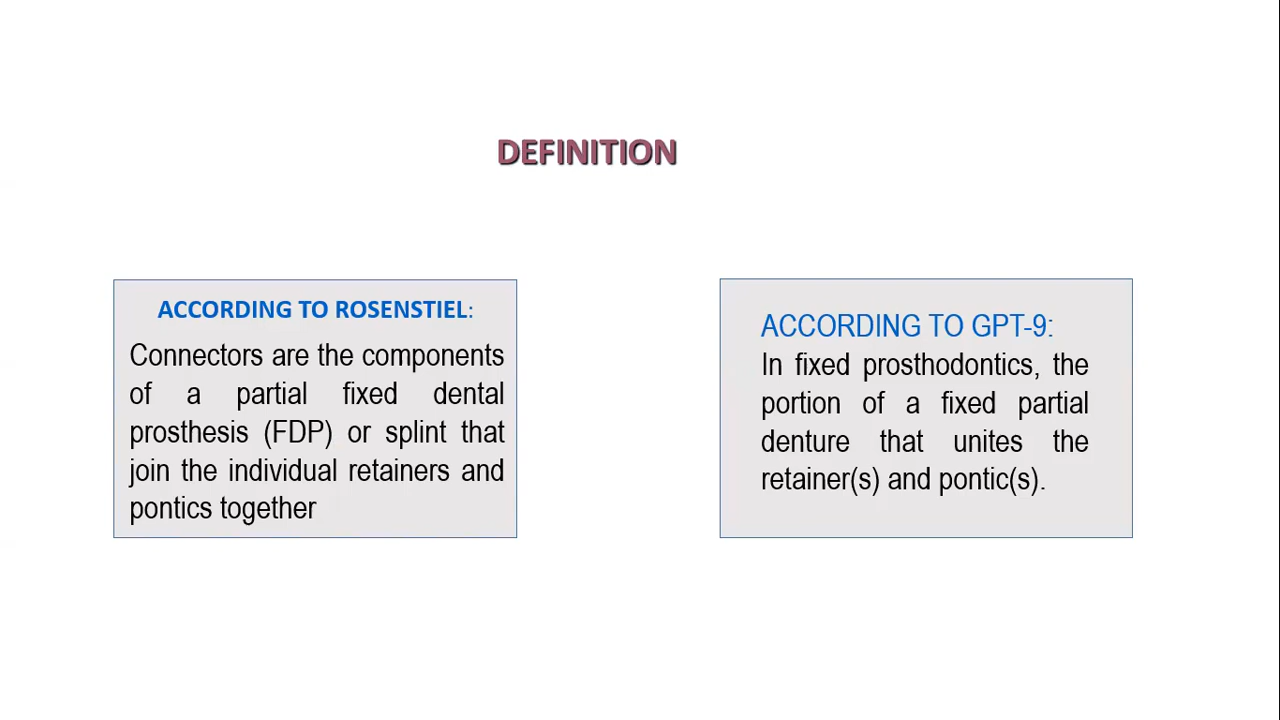 DEFINITION
ACCORDING TO ROSENSTIEL:
Connectors are the components
of a partial fixed dental
prosthesis (FDP) or splint that
join the individual retainers and
pontics together
ACCORDING TO GPT-9:
In fixed prosthodontics, the
portion of a fixed partial
denture that unites the
retainer(s) and pontic(s).